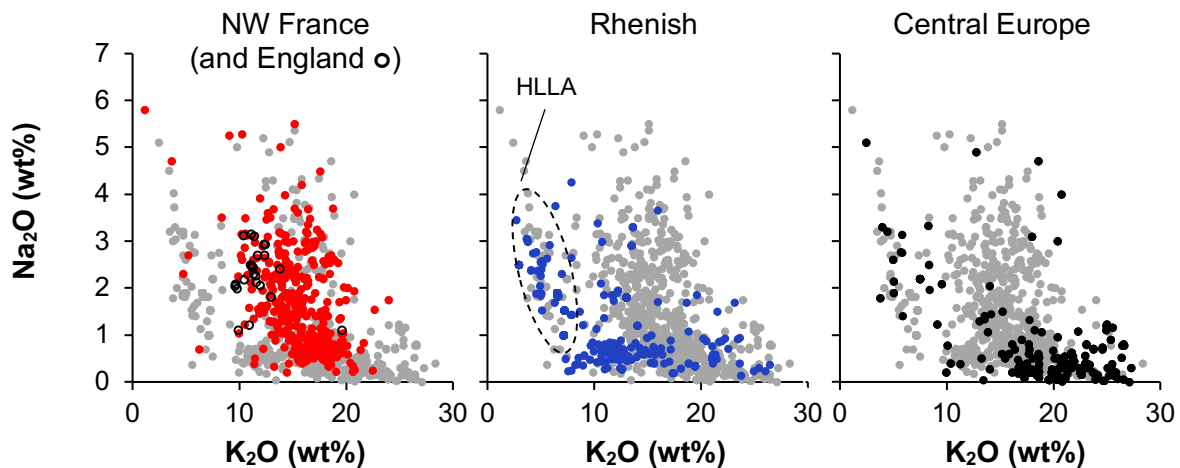 NW France
(and England o)
Rhenish
Central Europe
HLLA
7
6
5
4
3
2
1
0
Na₂O (wt%)
0 10 20 30
0 10 20 30
0 10 20 30
K₂O (wt%)
K₂O (wt%)
K₂O (wt%)